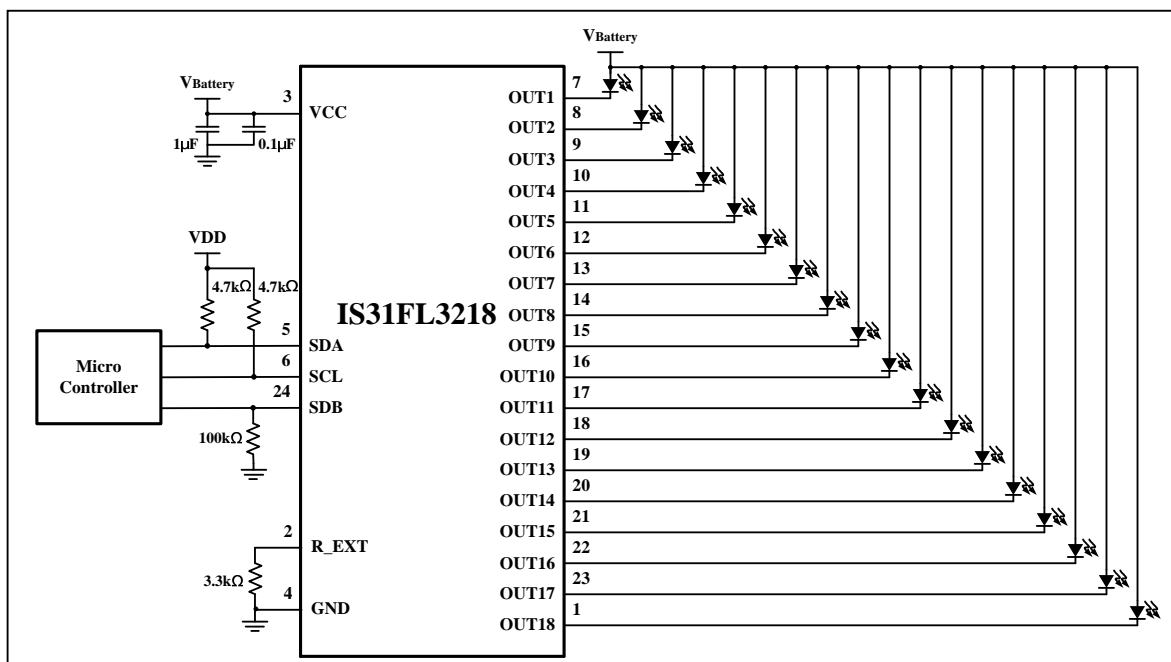 VBattery
VBattery
3
VCC
1μF
0.1μF
VDD
4.7kΩ
4.7kΩ
IS31FL3218
Micro
Controller
5
SDA
6
SCL
24
SDB
100kΩ
2
R_EXT
3.3kΩ
4
GND
7
OUT1
8
OUT2
9
OUT3
10
OUT4
11
OUT5
12
OUT6
13
OUT7
14
OUT8
15
OUT9
16
OUT10
17
OUT11
18
OUT12
19
OUT13
20
OUT14
21
OUT15
22
OUT16
23
OUT17
1
OUT18